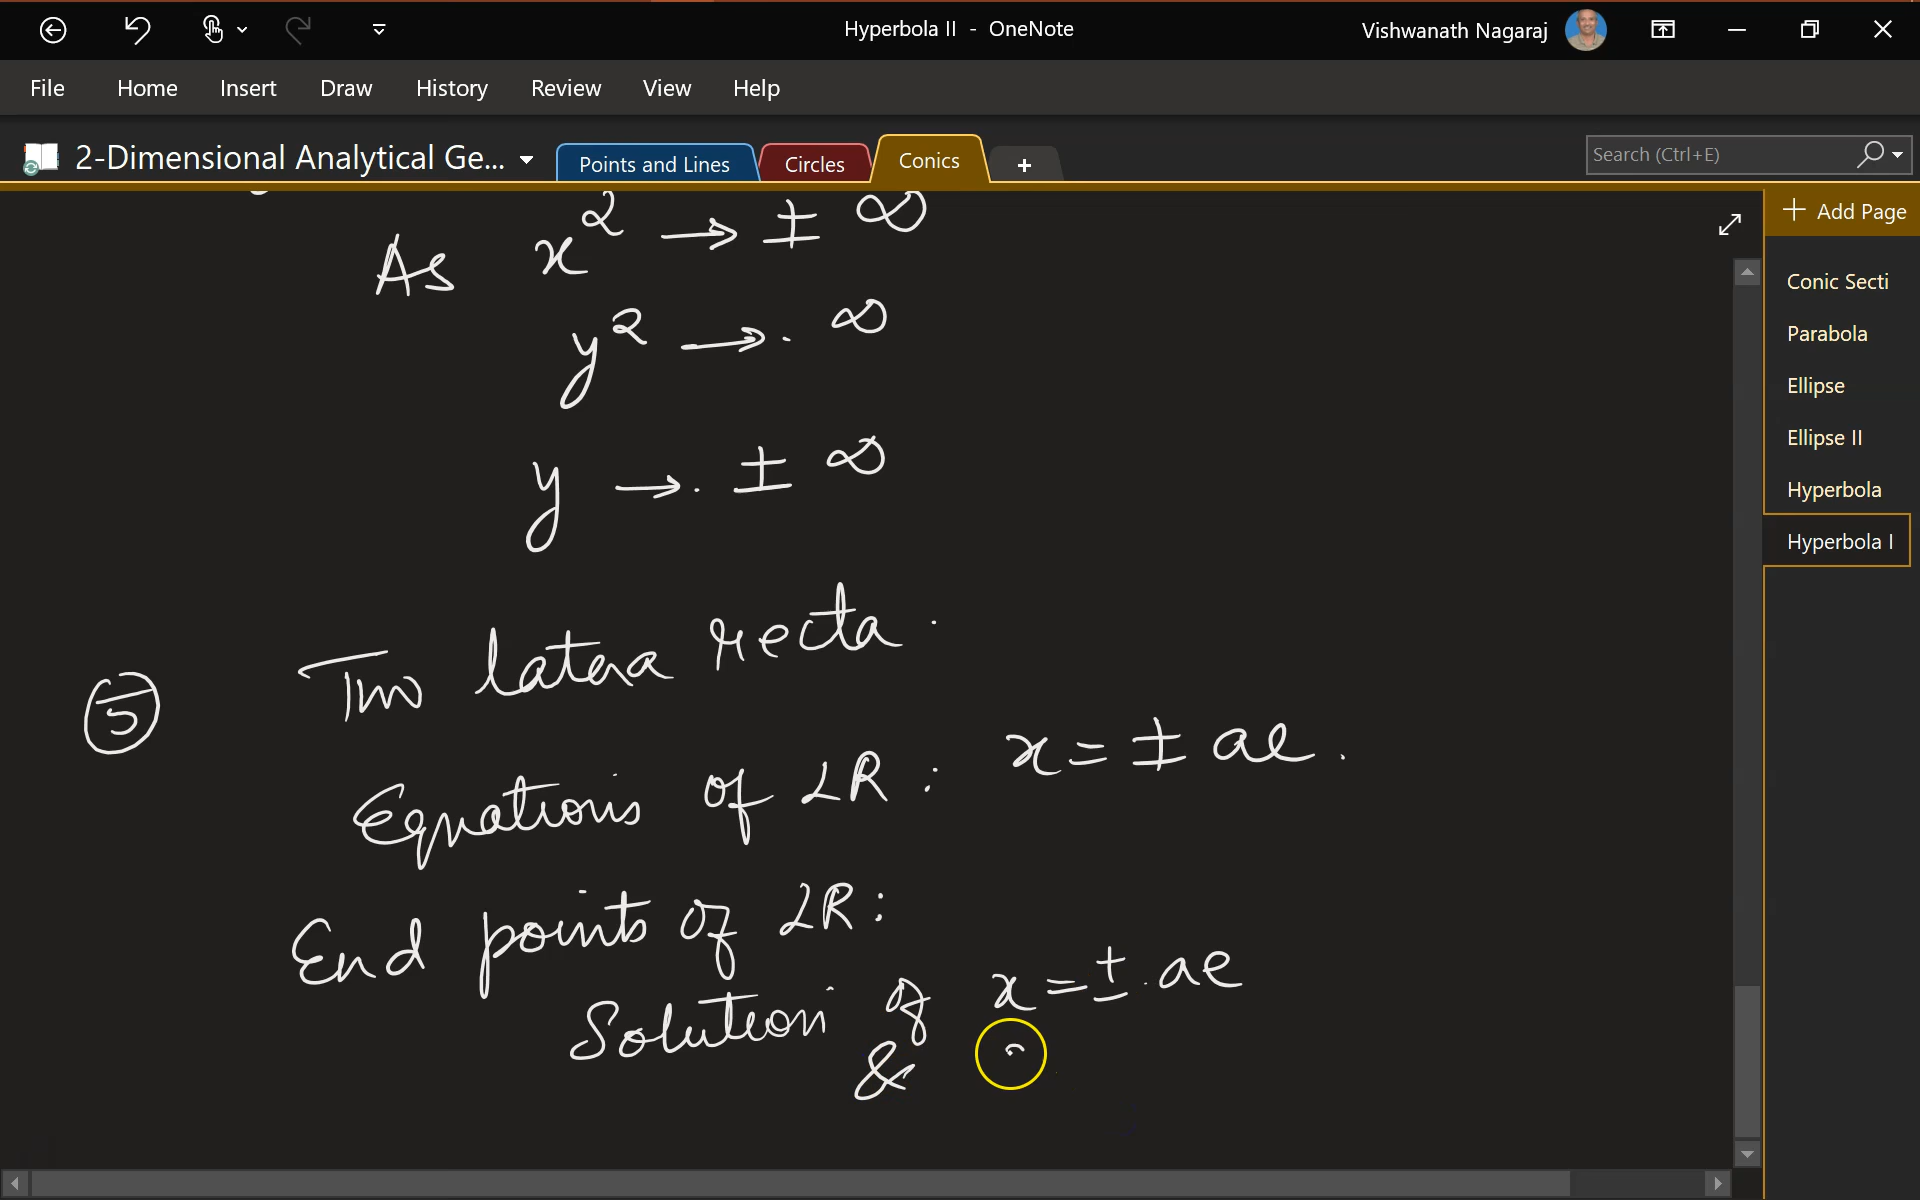 Hyperbola II - OneNote
Vishwanath Nagaraj
File Home Insert Draw History Review View Help
2-Dimensional Analytical Ge...
Points and Lines
Circles
Conics
+
Search (Ctrl+E)
As x² → ± ∞
y² → ∞
y → ± ∞
⑤ Two latera recta.
Equations of LR : x = ± ae.
End points of LR :
Solution of x = ± ae
&
+ Add Page
Conic Secti
Parabola
Ellipse
Ellipse II
Hyperbola
Hyperbola I